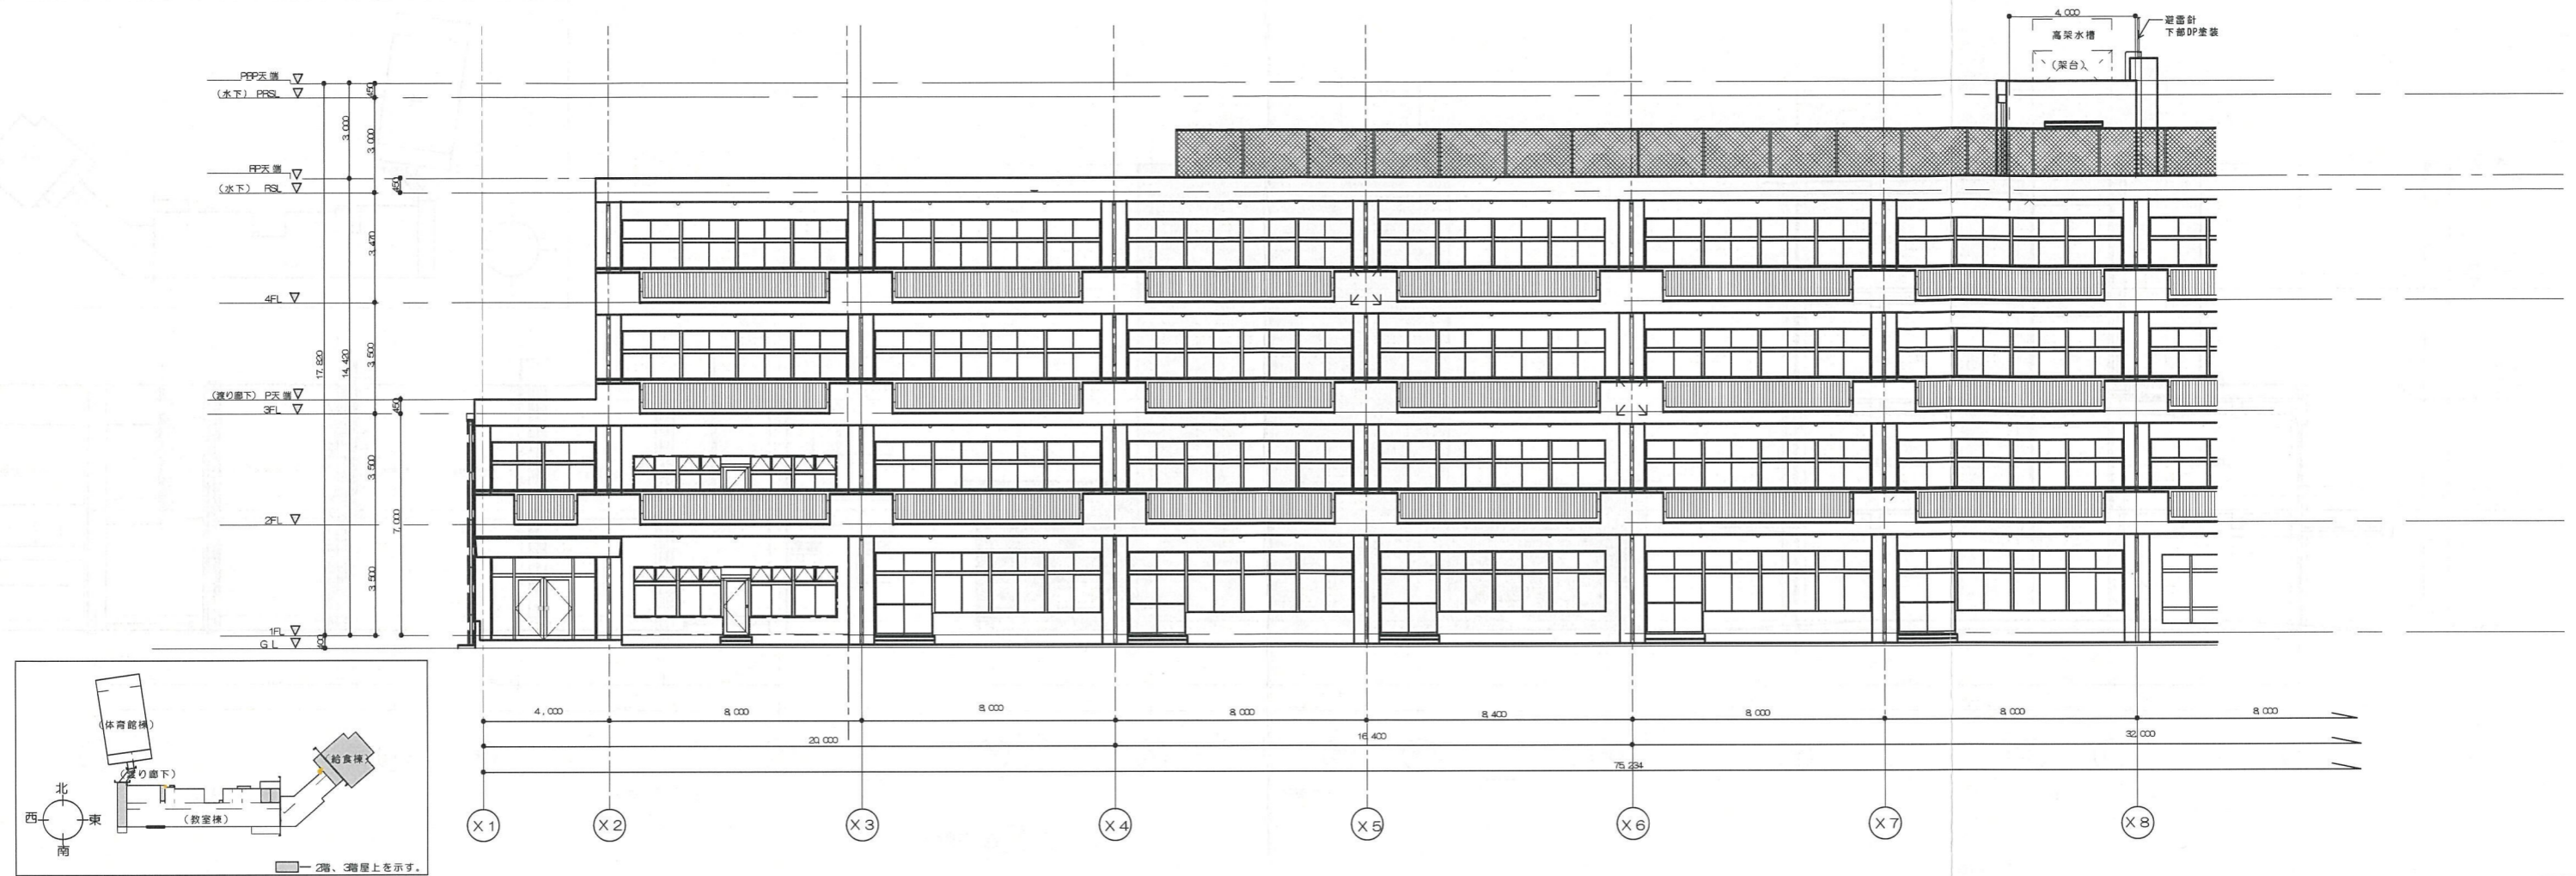 4,000
避雷針
下部DP塗装
高架水槽
(架台)
PRP天端
(水下) PRSL
450
3,000
3,000
RP天端
(水下) RSL
450
3,470
4FL
17,820
14,420
3,500
(渡り廊下) P天端
3FL
450
3,500
2FL
7,000
3,500
1FL
GL
400
(体育館棟)
(渡り廊下)
(給食棟)
(教室棟)
北
西
東
南
2階、3階屋上を示す。
4,000
8,000
8,000
8,000
8,400
8,000
8,000
8,000
20,000
16,400
32,000
75,234
X1
X2
X3
X4
X5
X6
X7
X8